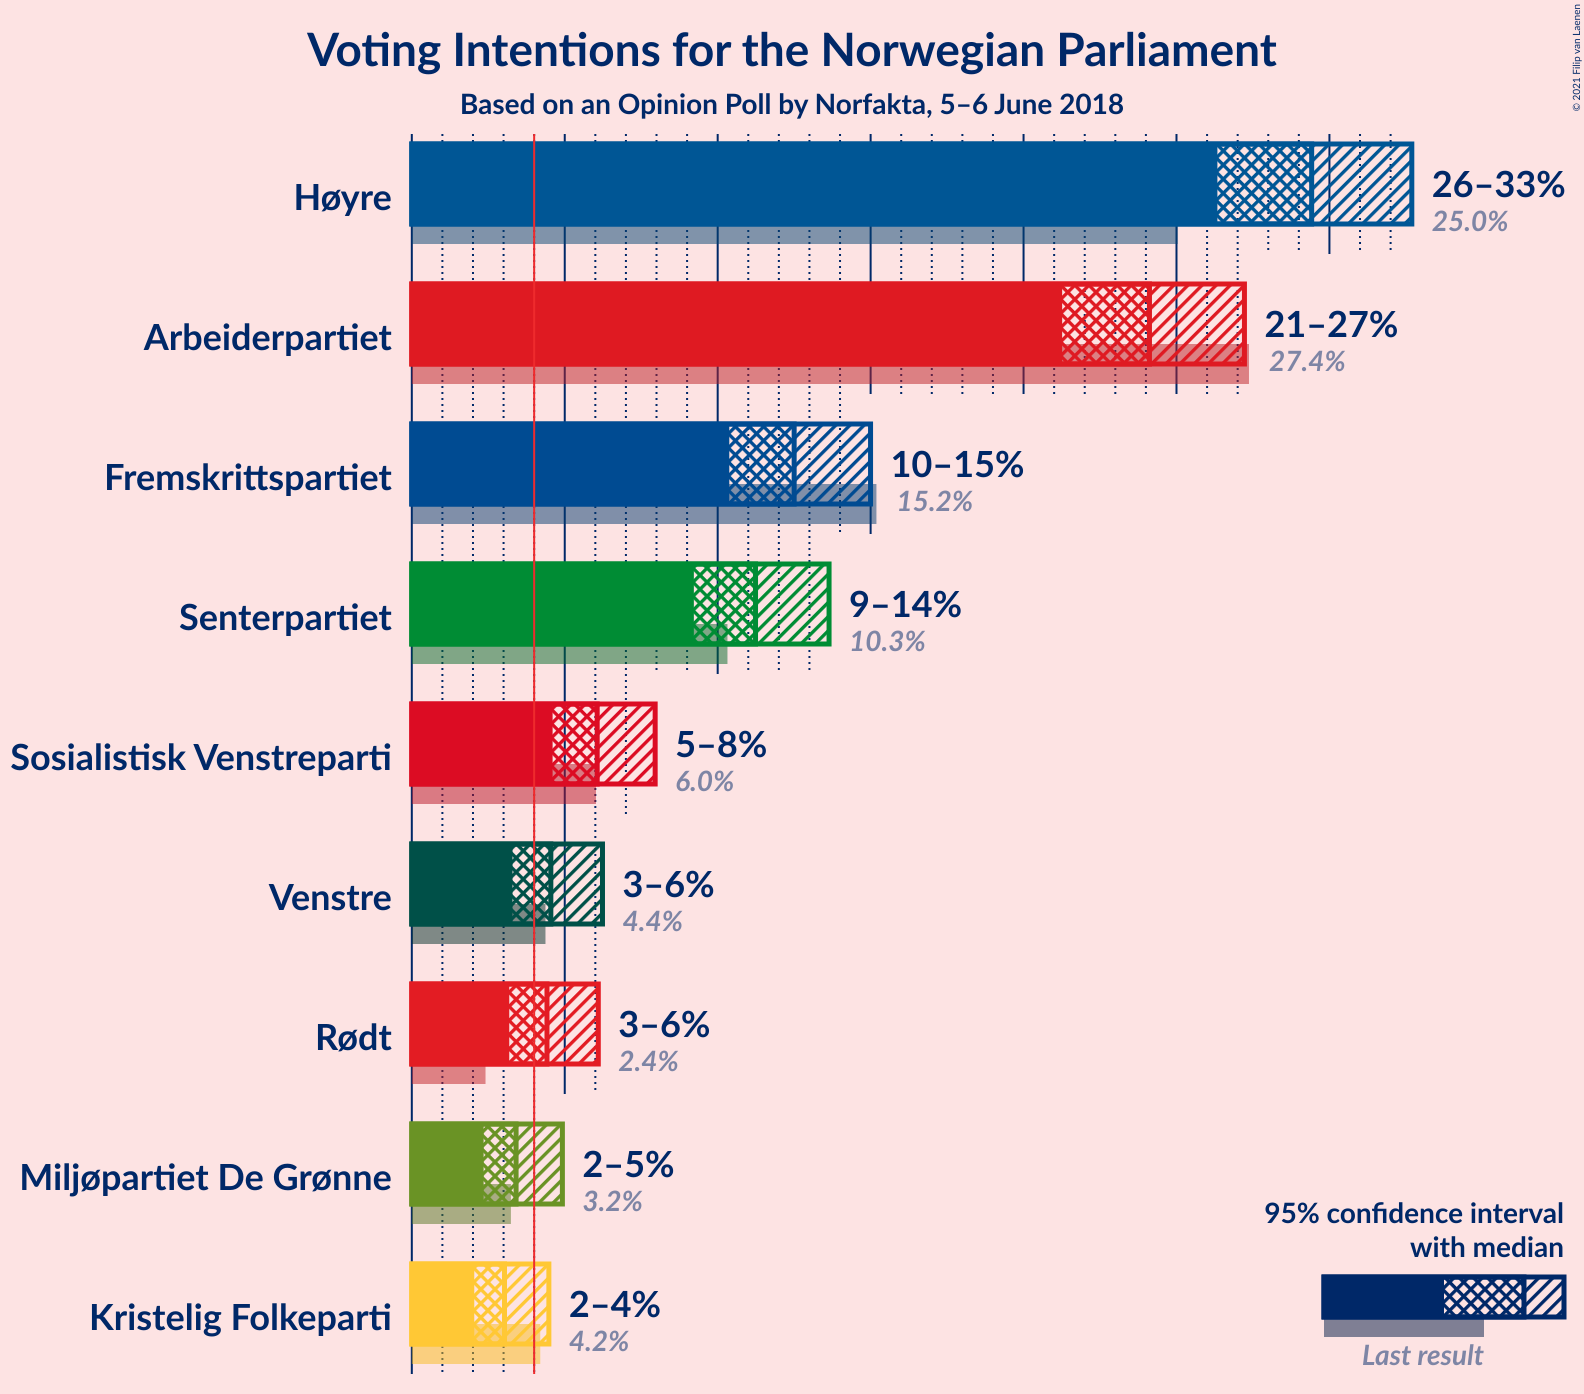 Voting Intentions for the Norwegian Parliament
Based on an Opinion Poll by Norfakta, 5–6 June 2018
© 2021 Filip van Laenen
Høyre
26–33%
25.0%
Arbeiderpartiet
21–27%
27.4%
Fremskrittspartiet
10–15%
15.2%
Senterpartiet
9–14%
10.3%
Sosialistisk Venstreparti
5–8%
6.0%
Venstre
3–6%
4.4%
Rødt
3–6%
2.4%
Miljøpartiet De Grønne
2–5%
3.2%
Kristelig Folkeparti
2–4%
4.2%
95% confidence interval
with median
Last result